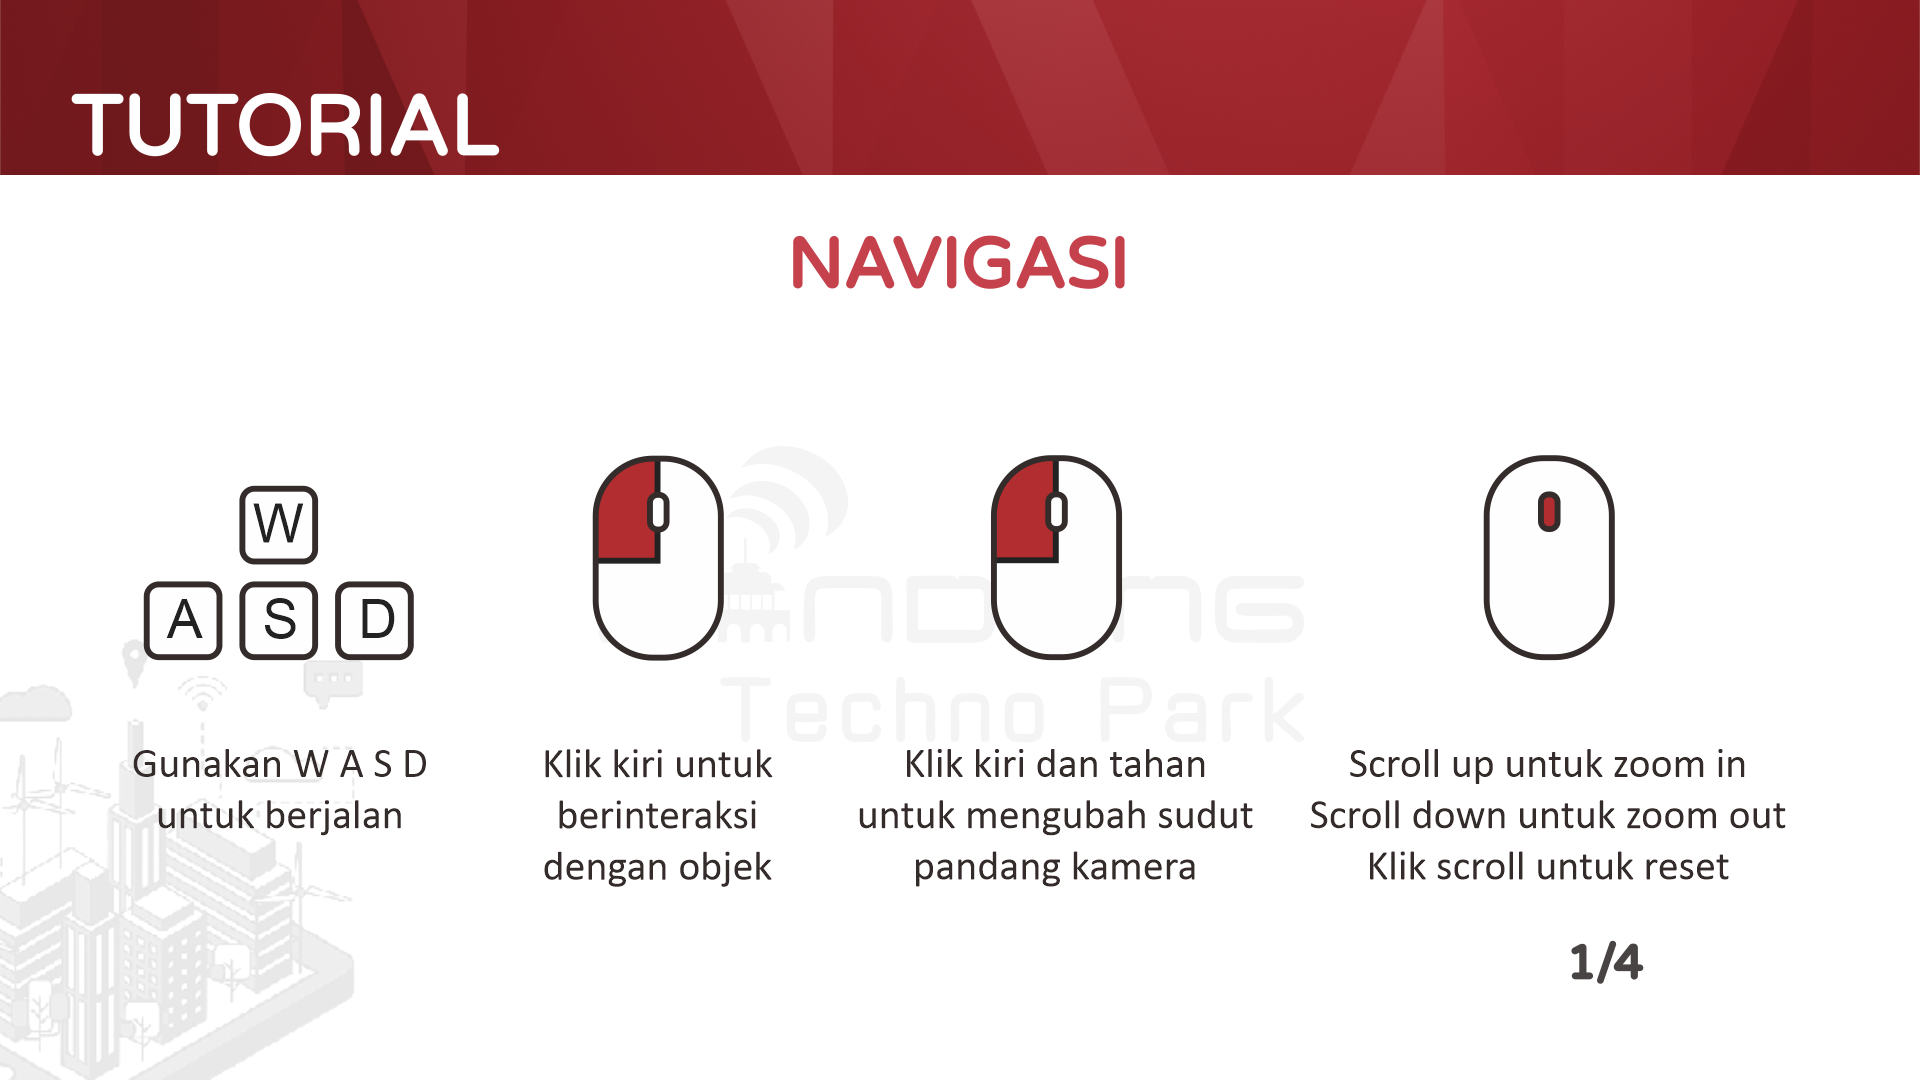 TUTORIAL
NAVIGASI
W
A S D
Gunakan W A S D
untuk berjalan
Klik kiri untuk
berinteraksi
dengan objek
Klik kiri dan tahan
untuk mengubah sudut
pandang kamera
Scroll up untuk zoom in
Scroll down untuk zoom out
Klik scroll untuk reset
Techno Park
1/4